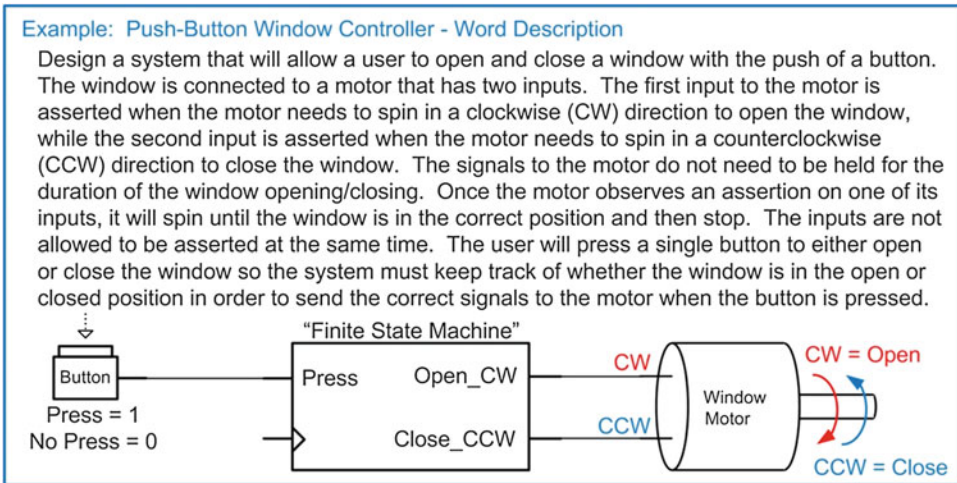 Example: Push-Button Window Controller - Word Description
Design a system that will allow a user to open and close a window with the push of a button.
The window is connected to a motor that has two inputs. The first input to the motor is
asserted when the motor needs to spin in a clockwise (CW) direction to open the window,
while the second input is asserted when the motor needs to spin in a counterclockwise
(CCW) direction to close the window. The signals to the motor do not need to be held for the
duration of the window opening/closing. Once the motor observes an assertion on one of its
inputs, it will spin until the window is in the correct position and then stop. The inputs are not
allowed to be asserted at the same time. The user will press a single button to either open
or close the window so the system must keep track of whether the window is in the open or
closed position in order to send the correct signals to the motor when the button is pressed.
"Finite State Machine"
Button
Press = 1
No Press = 0
Press
Open_CW
Close_CCW
CW
CCW
Window
Motor
CW = Open
CCW = Close